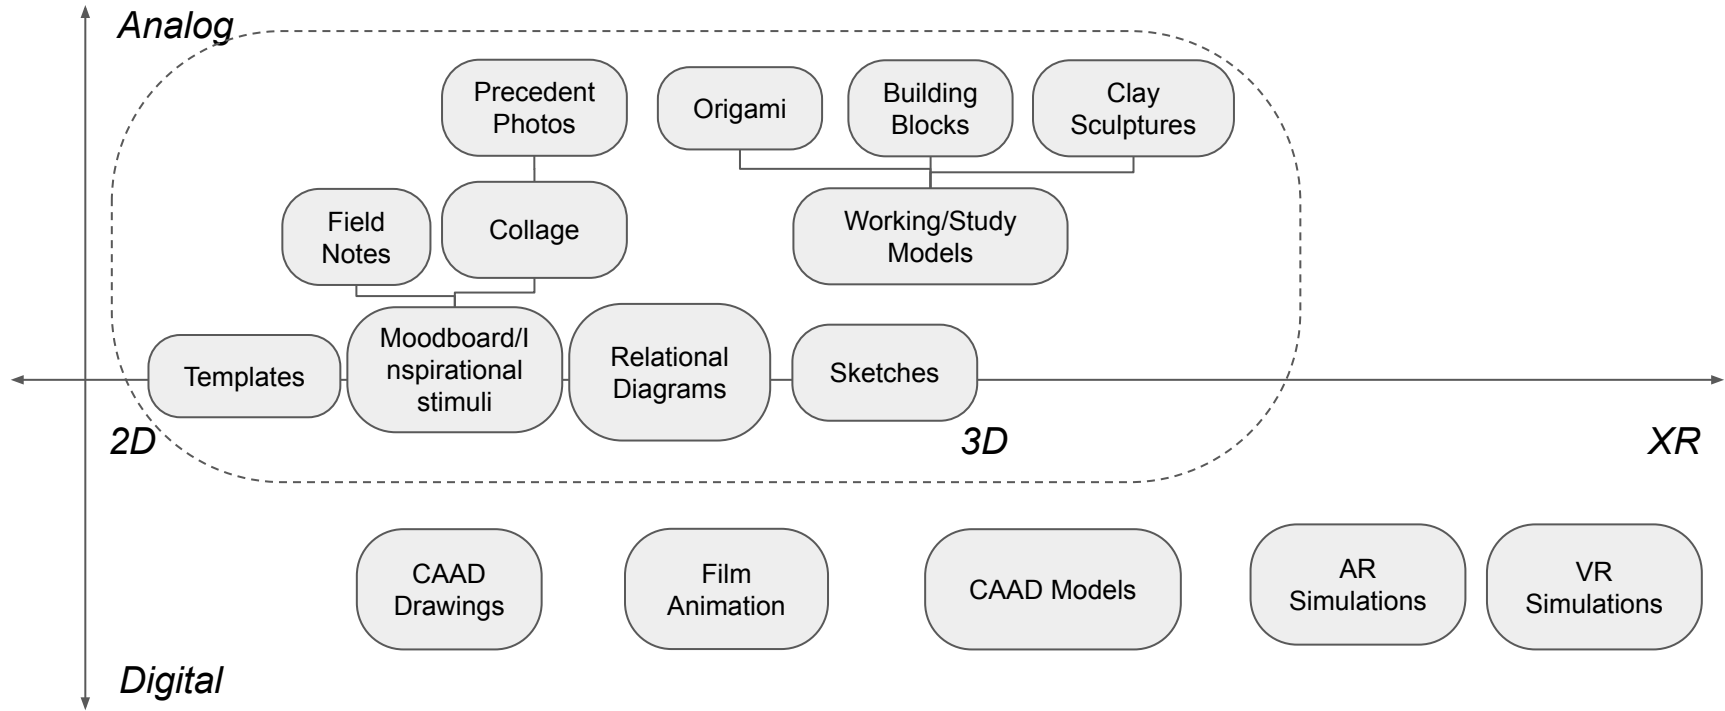 Analog
Precedent
Photos
Origami
Building
Blocks
Clay
Sculptures
Field
Notes
Collage
Working/Study
Models
Templates
Moodboard/I
nspirational
stimuli
Relational
Diagrams
Sketches
2D
3D
XR
CAAD
Drawings
Film
Animation
CAAD Models
AR
Simulations
VR
Simulations
Digital